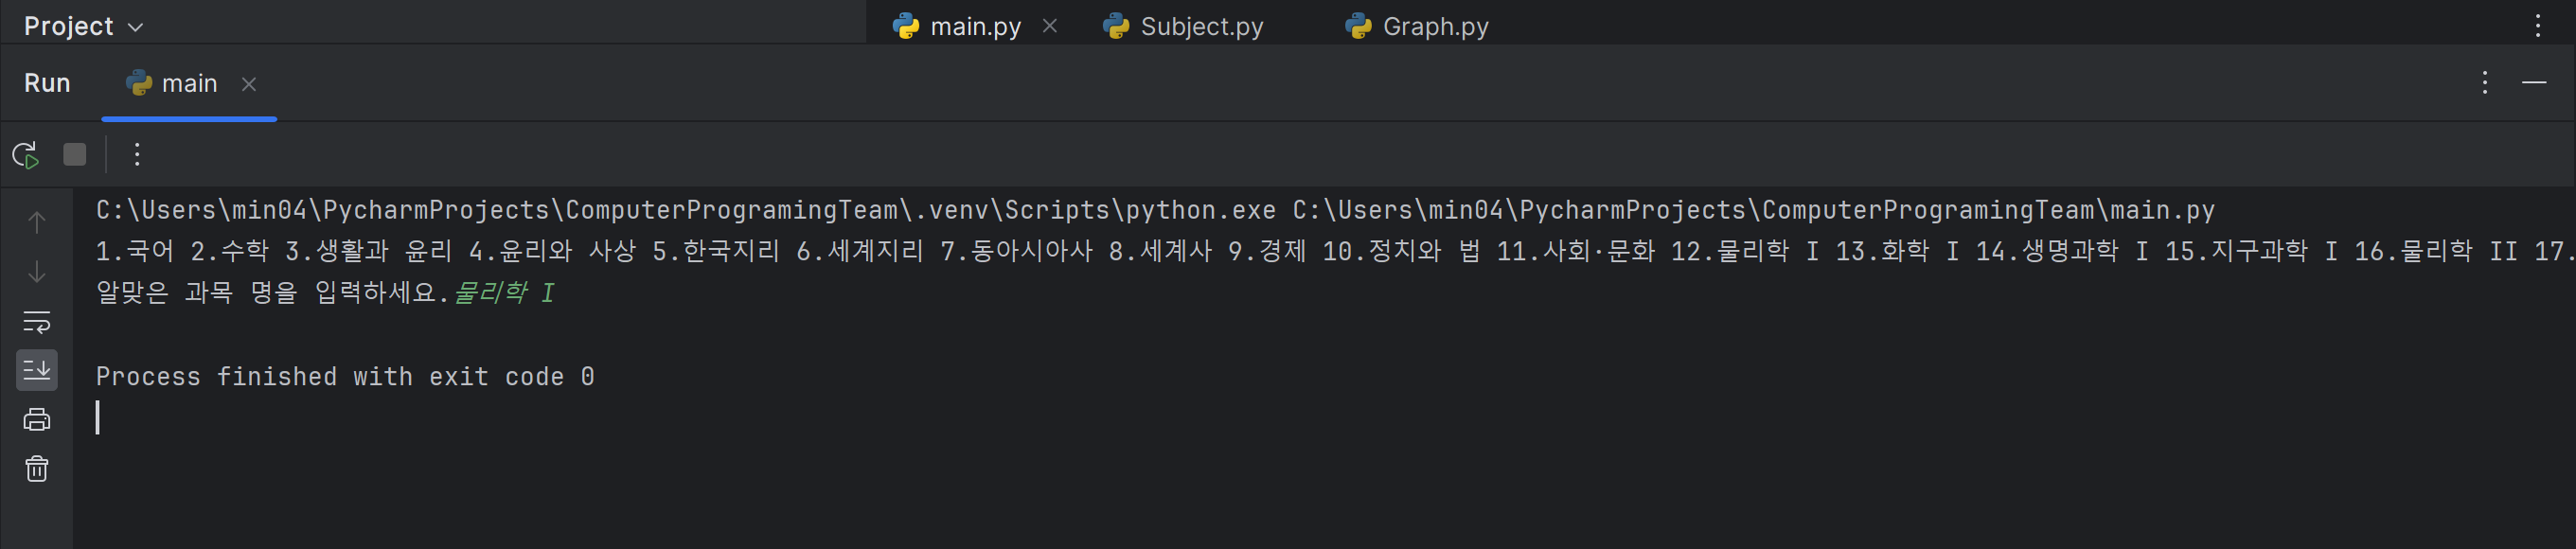 Project
main.py
Subject.py
Graph.py
Run
main
C:\Users\min04\PycharmProjects\ComputerProgramingTeam\.venv\Scripts\python.exe C:\Users\min04\PycharmProjects\ComputerProgramingTeam\main.py
1.국어 2.수학 3.생활과 윤리 4.윤리와 사상 5.한국지리 6.세계지리 7.동아시아사 8.세계사 9.경제 10.정치와 법 11.사회·문화 12.물리학 I 13.화학 I 14.생명과학 I 15.지구과학 I 16.물리학 II 17.
알맞은 과목 명을 입력하세요.물리학 I
Process finished with exit code 0